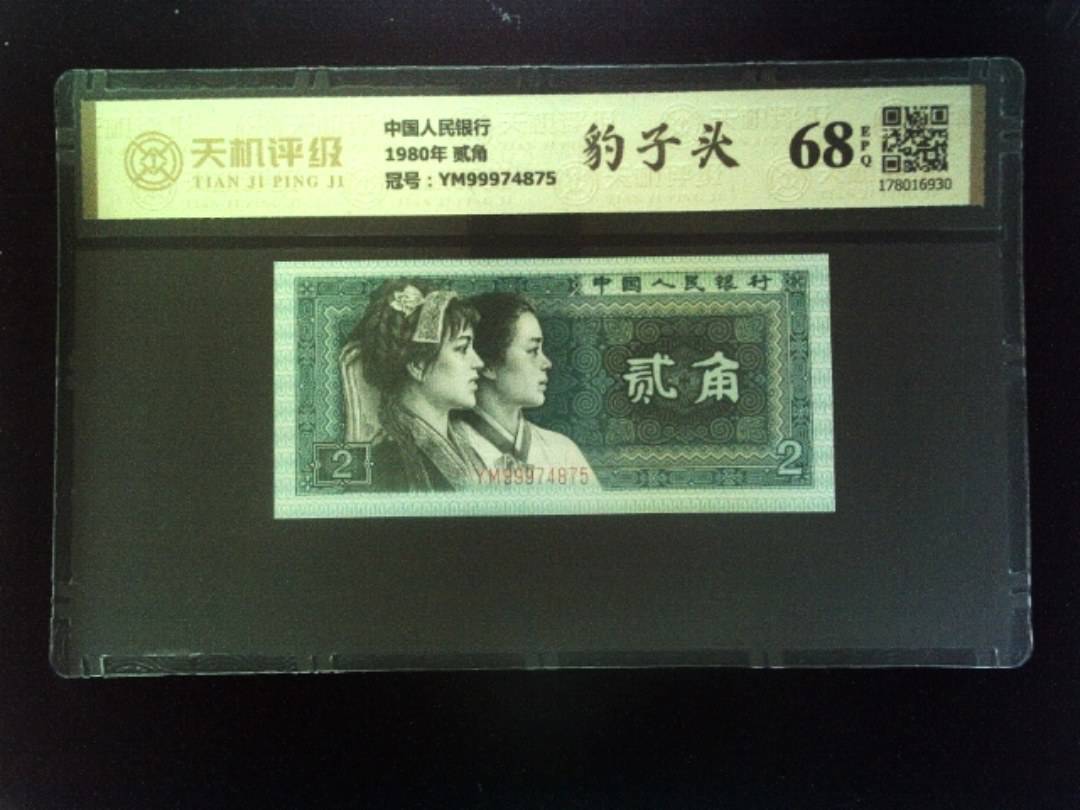 天机评级
TIAN JI PING JI
中国人民银行
1980年 贰角
冠号：YM99974875
豹子头
68
EPQ
178016930
中国人民银行
贰角
2
2
YM99974875